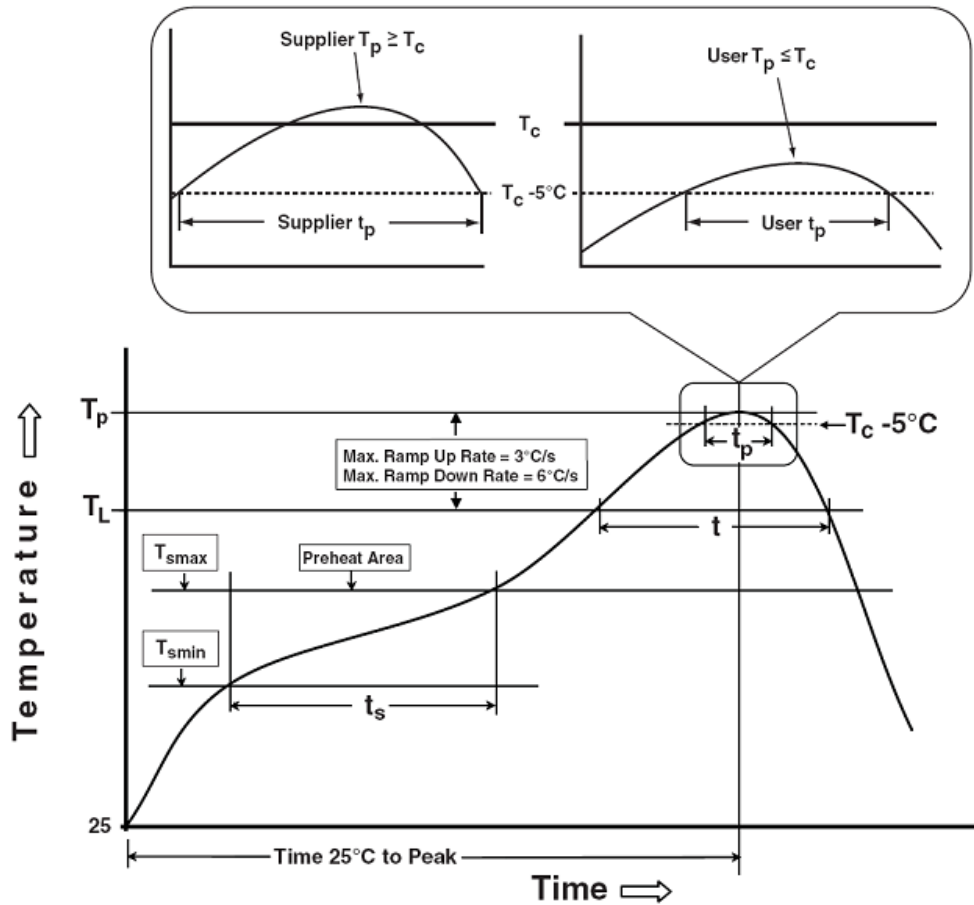 Supplier Tp ≥ Tc
User Tp ≤ Tc
Tc
Tc -5°C
Supplier tp
User tp
Tp
Tc -5°C
tp
Max. Ramp Up Rate = 3°C/s
Max. Ramp Down Rate = 6°C/s
TL
t
Tsmax
Preheat Area
Tsmin
ts
Temperature
25
Time 25°C to Peak
Time